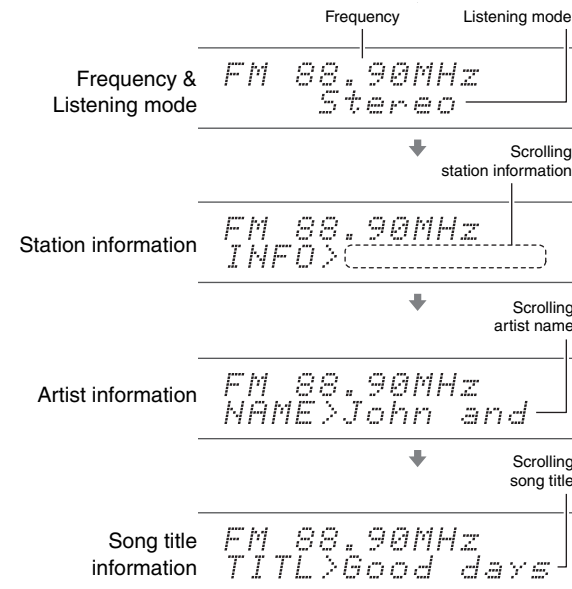 Frequency
Listening mode
Frequency &
Listening mode
FM 88.90MHz
Stereo
Scrolling
station information
Station information
FM 88.90MHz
INFO>
Scrolling
artist name
Artist information
FM 88.90MHz
NAME>John and
Scrolling
song title
Song title
information
FM 88.90MHz
TITL>Good days